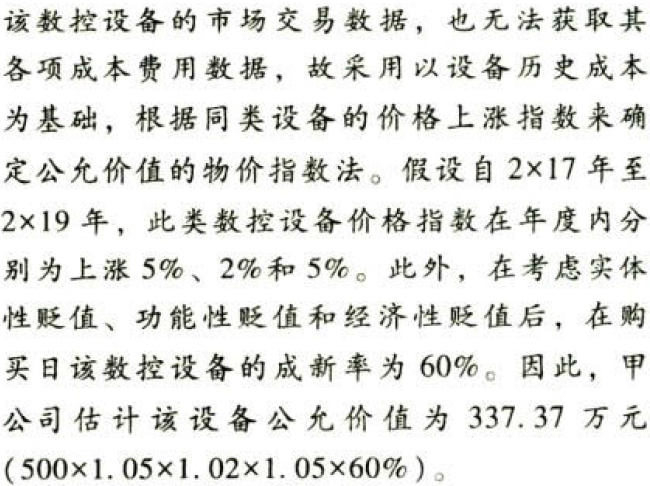 该数控设备的市场交易数据，也无法获取其
各项成本费用数据，故采用以设备历史成本
为基础，根据同类设备的价格上涨指数来确
定公允价值的物价指数法。假设自 2×17 年至
2×19 年，此类数控设备价格指数在年度内分
别为上涨 5%、2%和 5%。此外，在考虑实体
性贬值、功能性贬值和经济性贬值后，在购
买日该数控设备的成新率为 60%。因此，甲
公司估计该设备公允价值为 337.37 万元
(500×1.05×1.02×1.05×60%)。